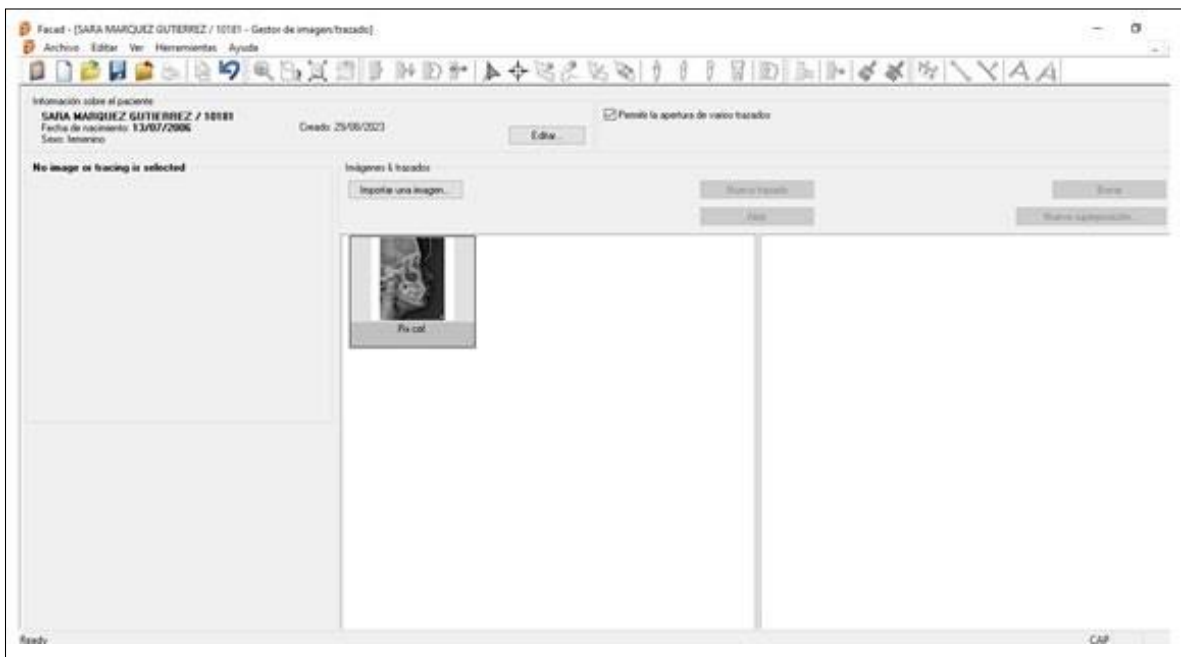 Facad - [SARA MARQUEZ GUTIERREZ / 10181 - Gestor de imagen/trazado]
Archivo Editar Ver Herramientas Ayuda
Información sobre el paciente
SARA MARQUEZ GUTIERREZ / 10181
Fecha de nacimiento: 13/07/2006
Sexo: femenino
Creado: 29/08/2023
Editar...
Permite la apertura de varios trazados
No image or tracing is selected
Imágenes & trazados
Importar una imagen...
Nuevo trazado
Abrir
Borrar
Nueva superposición...
Ready
CAP